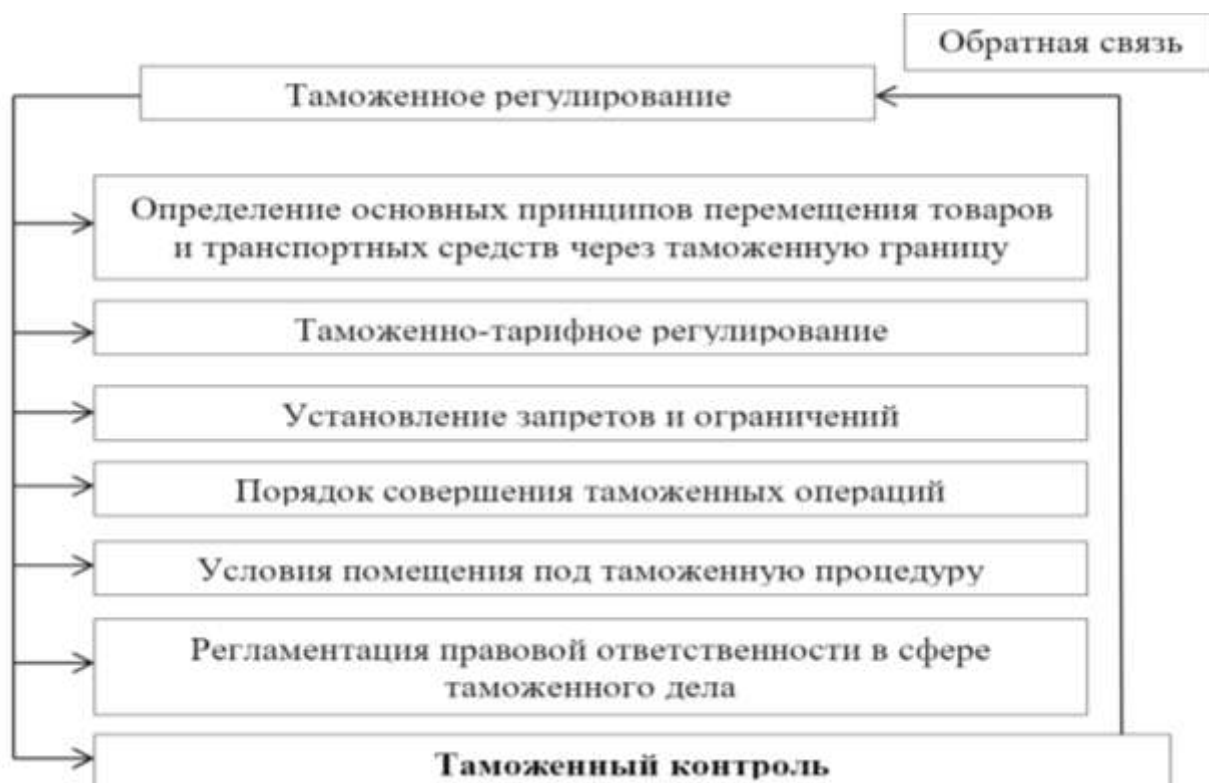 Обратная связь
Таможенное регулирование
Определение основных принципов перемещения товаров
и транспортных средств через таможенную границу
Таможенно-тарифное регулирование
Установление запретов и ограничений
Порядок совершения таможенных операций
Условия помещения под таможенную процедуру
Регламентация правовой ответственности в сфере
таможенного дела
Таможенный контроль